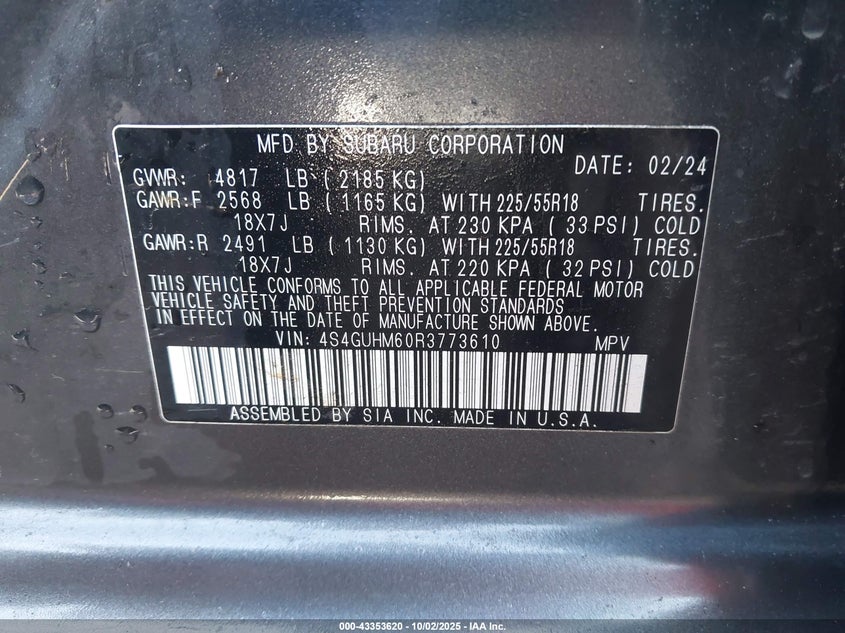 MFD. BY SUBARU CORPORATION
DATE: 02/24
GVWR: 4817 LB ( 2185 KG)
GAWR:F 2568 LB ( 1165 KG) WITH 225/55R18 TIRES.
18X7J RIMS. AT 230 KPA ( 33 PSI) COLD
GAWR:R 2491 LB ( 1130 KG) WITH 225/55R18 TIRES.
18X7J RIMS. AT 220 KPA ( 32 PSI) COLD
THIS VEHICLE CONFORMS TO ALL APPLICABLE FEDERAL MOTOR
VEHICLE SAFETY AND THEFT PREVENTION STANDARDS
IN EFFECT ON THE DATE OF MANUFACTURE SHOWN ABOVE.
VIN: 4S4GUHM60R3773610 MPV
ASSEMBLED BY SIA INC. MADE IN U.S.A.
000-43353620 - 10/02/2025 - IAA Inc.